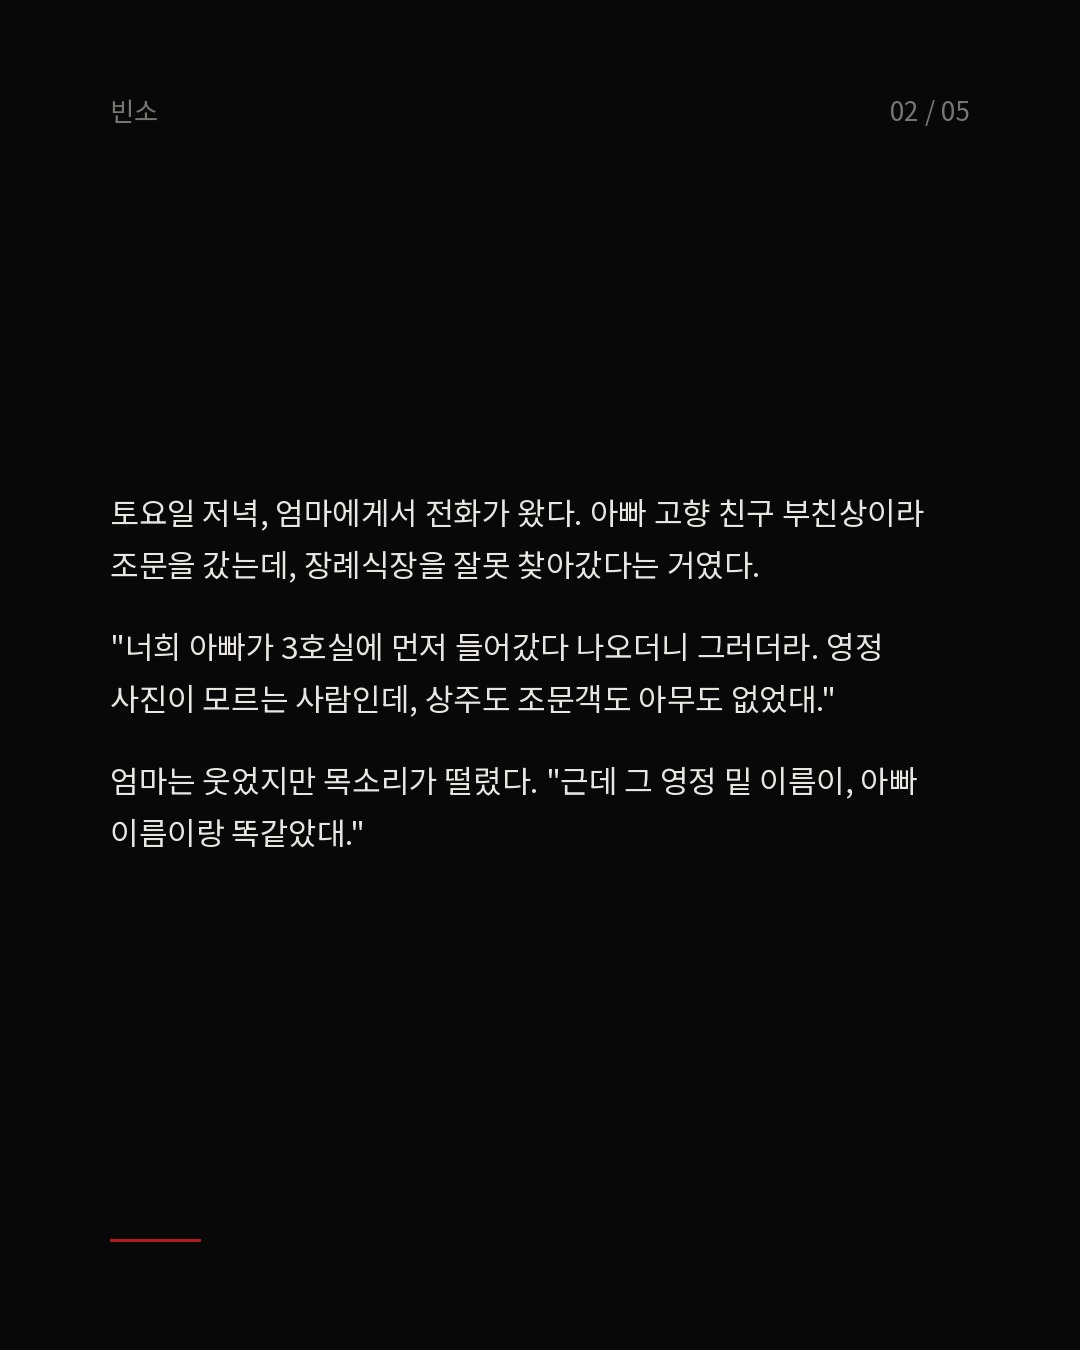 빈소
02 / 05
토요일 저녁, 엄마에게서 전화가 왔다. 아빠 고향 친구 부친상이라
조문을 갔는데, 장례식장을 잘못 찾아갔다는 거였다.
"너희 아빠가 3호실에 먼저 들어갔다 나오더니 그러더라. 영정
사진이 모르는 사람인데, 상주도 조문객도 아무도 없었대."
엄마는 웃었지만 목소리가 떨렸다. "근데 그 영정 밑 이름이, 아빠
이름이랑 똑같았대."